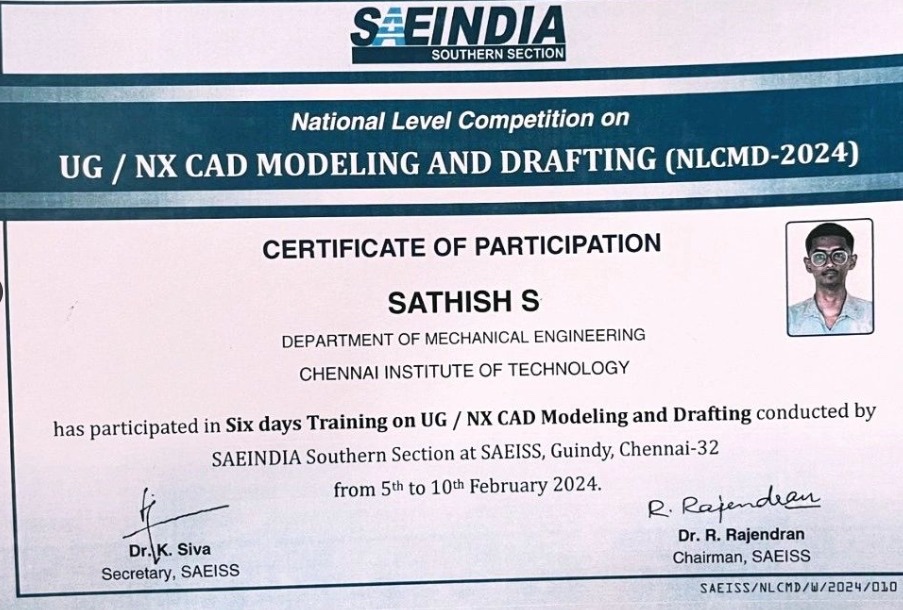 SAEINDIA
SOUTHERN SECTION
National Level Competition on
UG / NX CAD MODELING AND DRAFTING (NLCMD-2024)
CERTIFICATE OF PARTICIPATION
SATHISH S
DEPARTMENT OF MECHANICAL ENGINEERING
CHENNAI INSTITUTE OF TECHNOLOGY
has participated in Six days Training on UG / NX CAD Modeling and Drafting conducted by
SAEINDIA Southern Section at SAEISS, Guindy, Chennai-32
from 5th to 10th February 2024.
R. Rajendran
Dr. K. Siva
Secretary, SAEISS
Dr. R. Rajendran
Chairman, SAEISS
SAEISS/NLCMD/W/2024/010